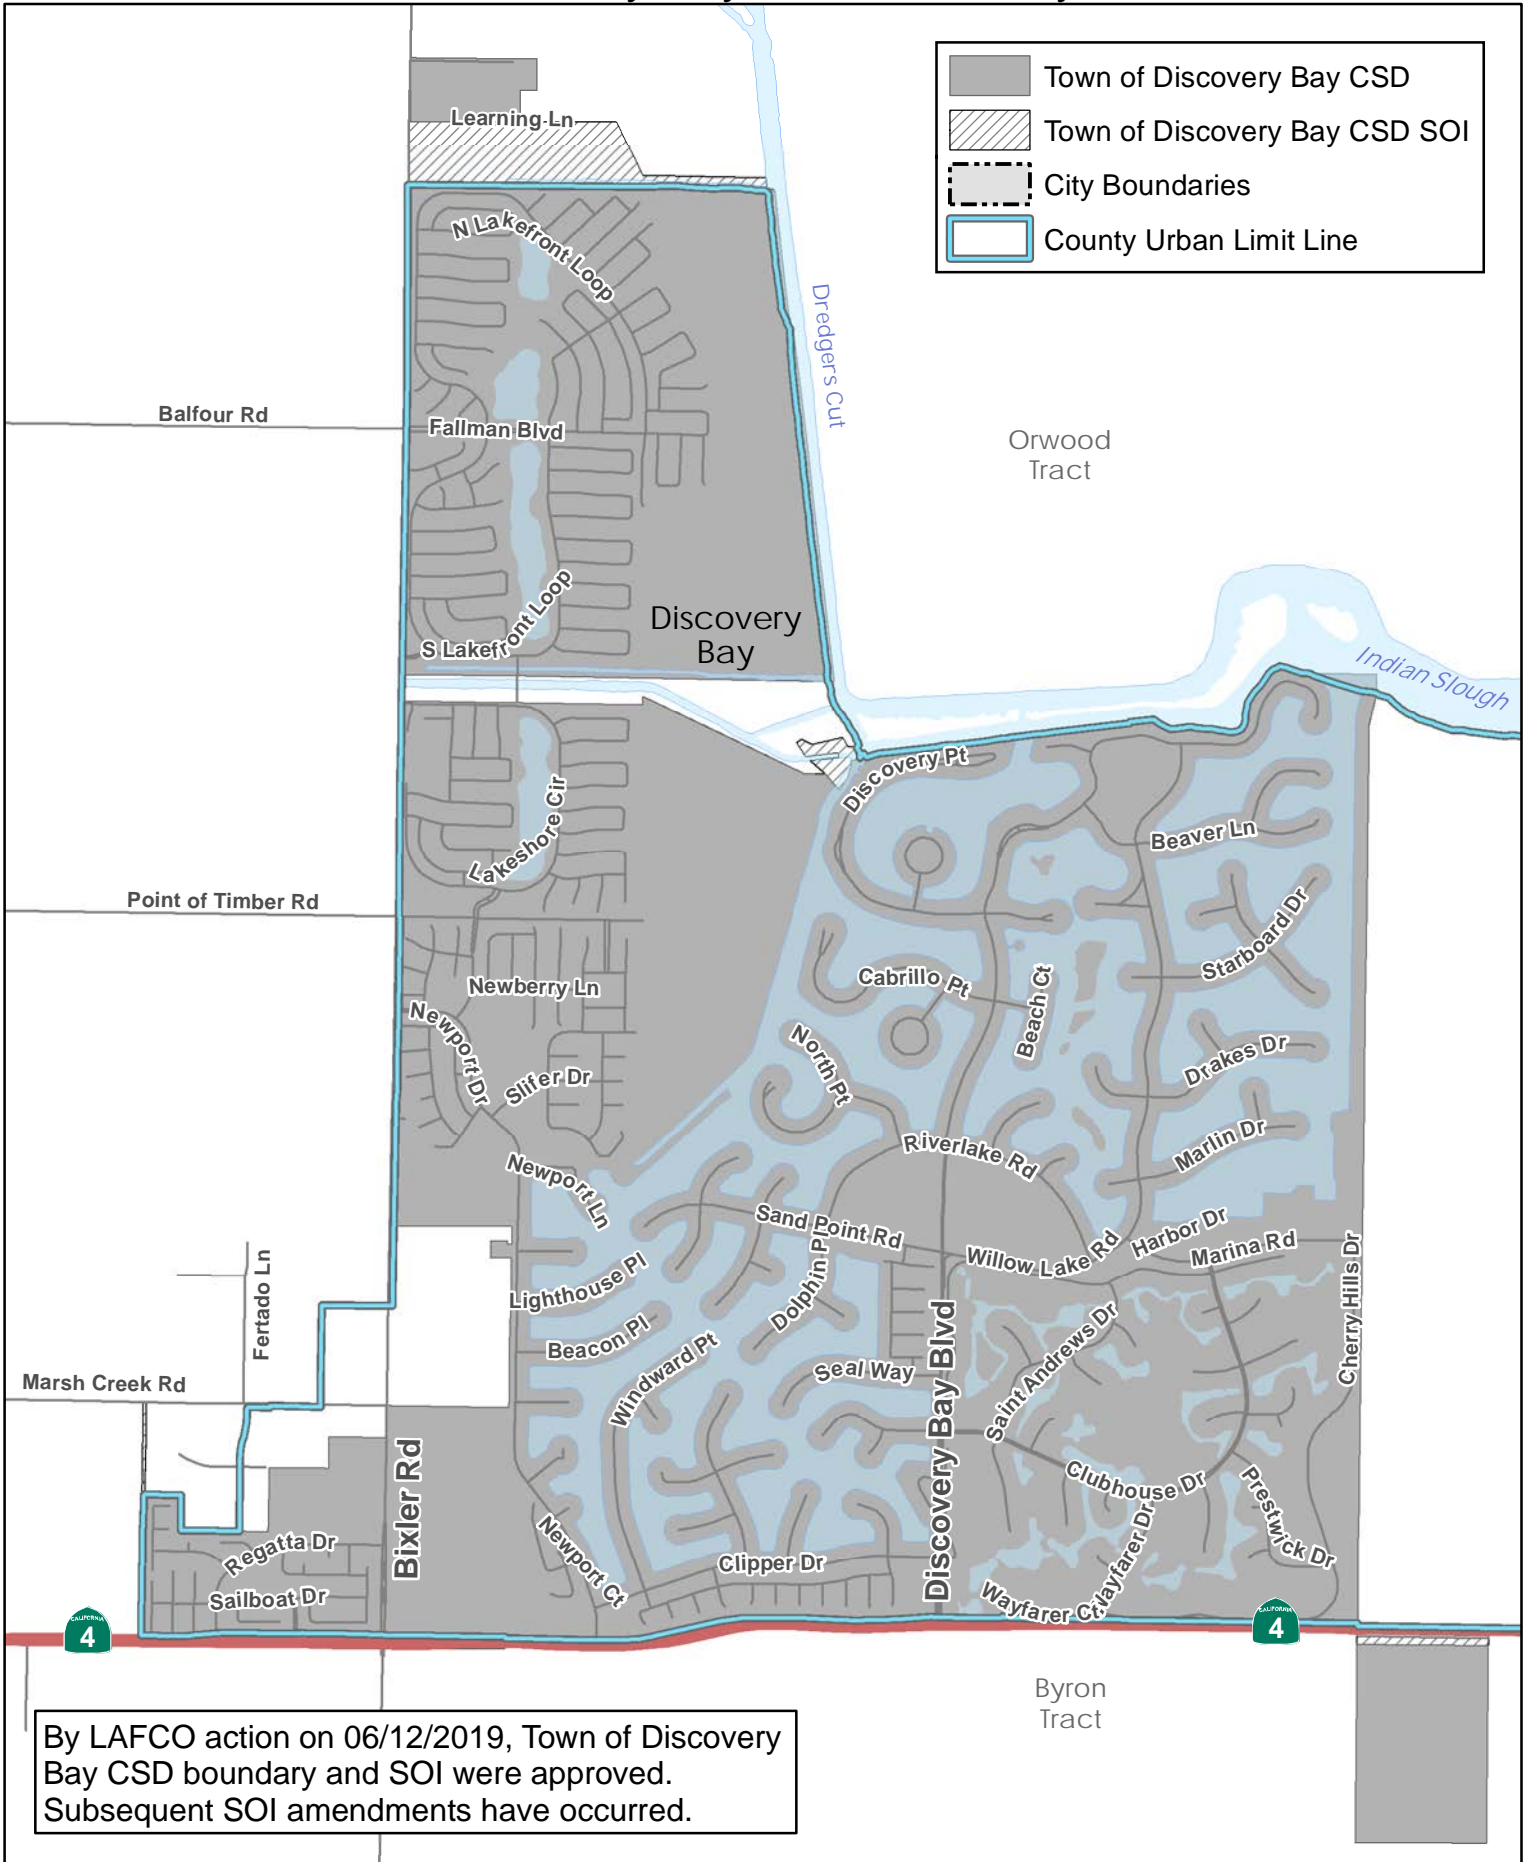 Town of Discovery Bay CSD
Town of Discovery Bay CSD SOI
City Boundaries
County Urban Limit Line
Learning Ln
N Lakefront Loop
Dredgers Cut
Balfour Rd
Fallman Blvd
Orwood
Tract
S Lakefront Loop
Discovery
Bay
Indian Slough
Discovery Pt
Lakeshore Cir
Beaver Ln
Point of Timber Rd
Starboard Dr
Newberry Ln
Cabrillo Pt
Beach Ct
Newport Dr
North Pt
Slifer Dr
Drakes Dr
Marlin Dr
Riverlake Rd
Newport Ln
Sand Point Rd
Harbor Dr
Willow Lake Rd
Marina Rd
Fertado Ln
Lighthouse Pl
Dolphin Pl
Cherry Hills Dr
Beacon Pl
Windward Pt
Seal Way
Saint Andrews Dr
Marsh Creek Rd
Discovery Bay Blvd
Bixler Rd
Clubhouse Dr
Prestwick Dr
Regatta Dr
Newport Ct
Clipper Dr
Wayfarer Dr
Sailboat Dr
Wayfarer Ct
CALIFORNIA
4
CALIFORNIA
4
Byron
Tract
By LAFCO action on 06/12/2019, Town of Discovery
Bay CSD boundary and SOI were approved.
Subsequent SOI amendments have occurred.